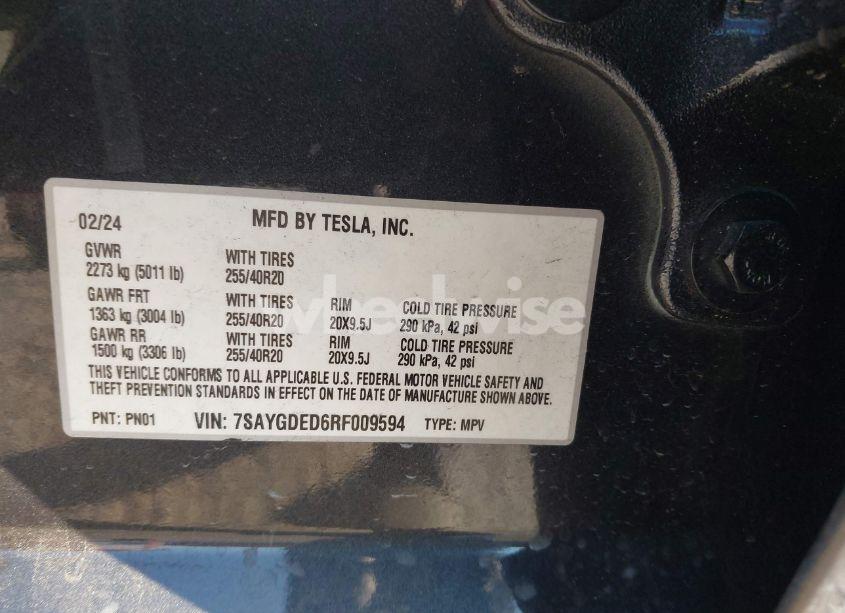 02/24 MFD BY TESLA, INC.
GVWR WITH TIRES
2273 kg (5011 lb) 255/40R20
GAWR FRT WITH TIRES RIM COLD TIRE PRESSURE
1363 kg (3004 lb) 255/40R20 20X9.5J 290 kPa, 42 psi
GAWR RR WITH TIRES RIM COLD TIRE PRESSURE
1500 kg (3306 lb) 255/40R20 20X9.5J 290 kPa, 42 psi
THIS VEHICLE CONFORMS TO ALL APPLICABLE U.S. FEDERAL MOTOR VEHICLE SAFETY AND
THEFT PREVENTION STANDARDS IN EFFECT ON THE DATE OF MANUFACTURE SHOWN ABOVE.
PNT: PN01 VIN: 7SAYGDED6RF009594 TYPE: MPV
wheelwise